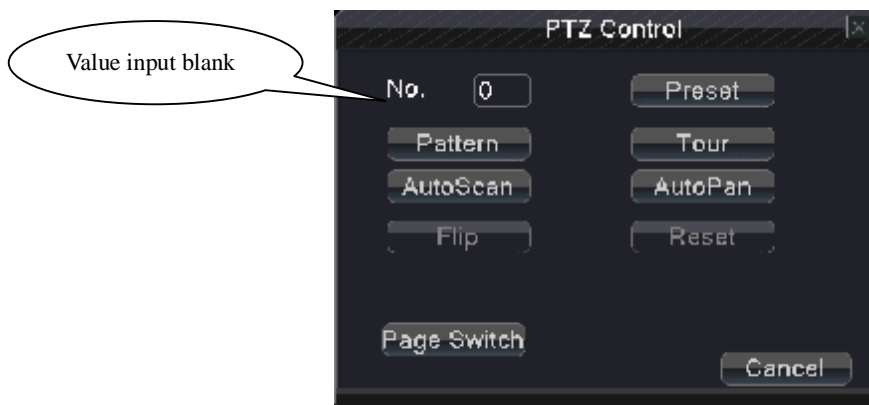 PTZ Control
Value input blank
No. 0 Preset
Pattern Tour
AutoScan AutoPan
Flip Reset
Page Switch
Cancel